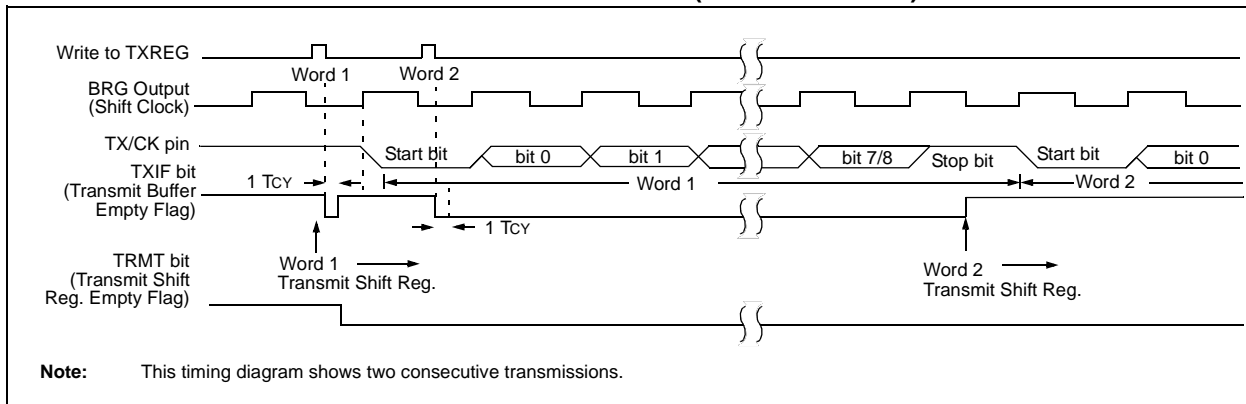 Write to TXREG
Word 1
Word 2
BRG Output
(Shift Clock)
TX/CK pin
Start bit
bit 0
bit 1
bit 7/8
Stop bit
Start bit
bit 0
TXIF bit
(Transmit Buffer
Empty Flag)
1 TCY
Word 1
Word 2
1 TCY
Word 1
Transmit Shift Reg.
Word 2
Transmit Shift Reg.
TRMT bit
(Transmit Shift
Reg. Empty Flag)
Note: This timing diagram shows two consecutive transmissions.